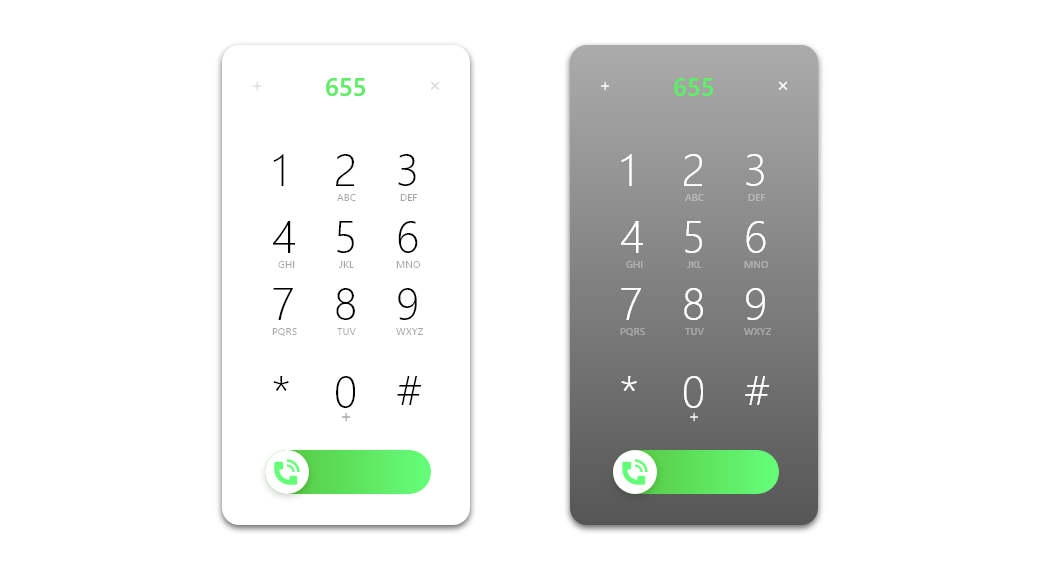 + 655 ×
1 2 3
ABC DEF
4 5 6
GHI JKL MNO
7 8 9
PQRS TUV WXYZ
* 0 #
+
+ 655 ×
1 2 3
ABC DEF
4 5 6
GHI JKL MNO
7 8 9
PQRS TUV WXYZ
* 0 #
+